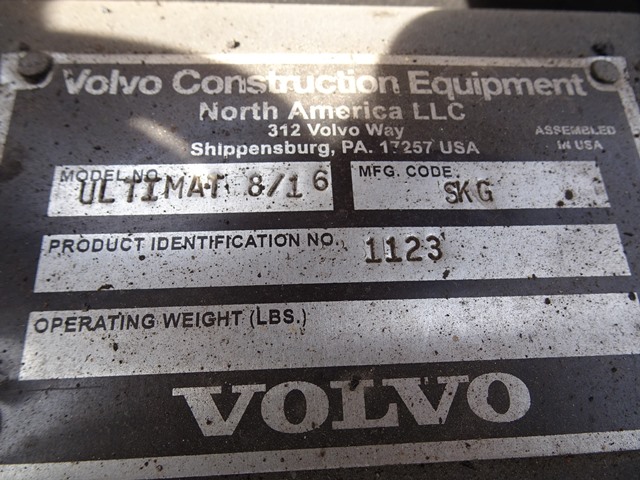 Volvo Construction Equipment
North America LLC
312 Volvo Way
Shippensburg, PA. 17257 USA
ASSEMBLED
IN USA
MODEL NO.
ULTIMAT 8/16
MFG. CODE
SKG
PRODUCT IDENTIFICATION NO. 1123
OPERATING WEIGHT (LBS.)
VOLVO